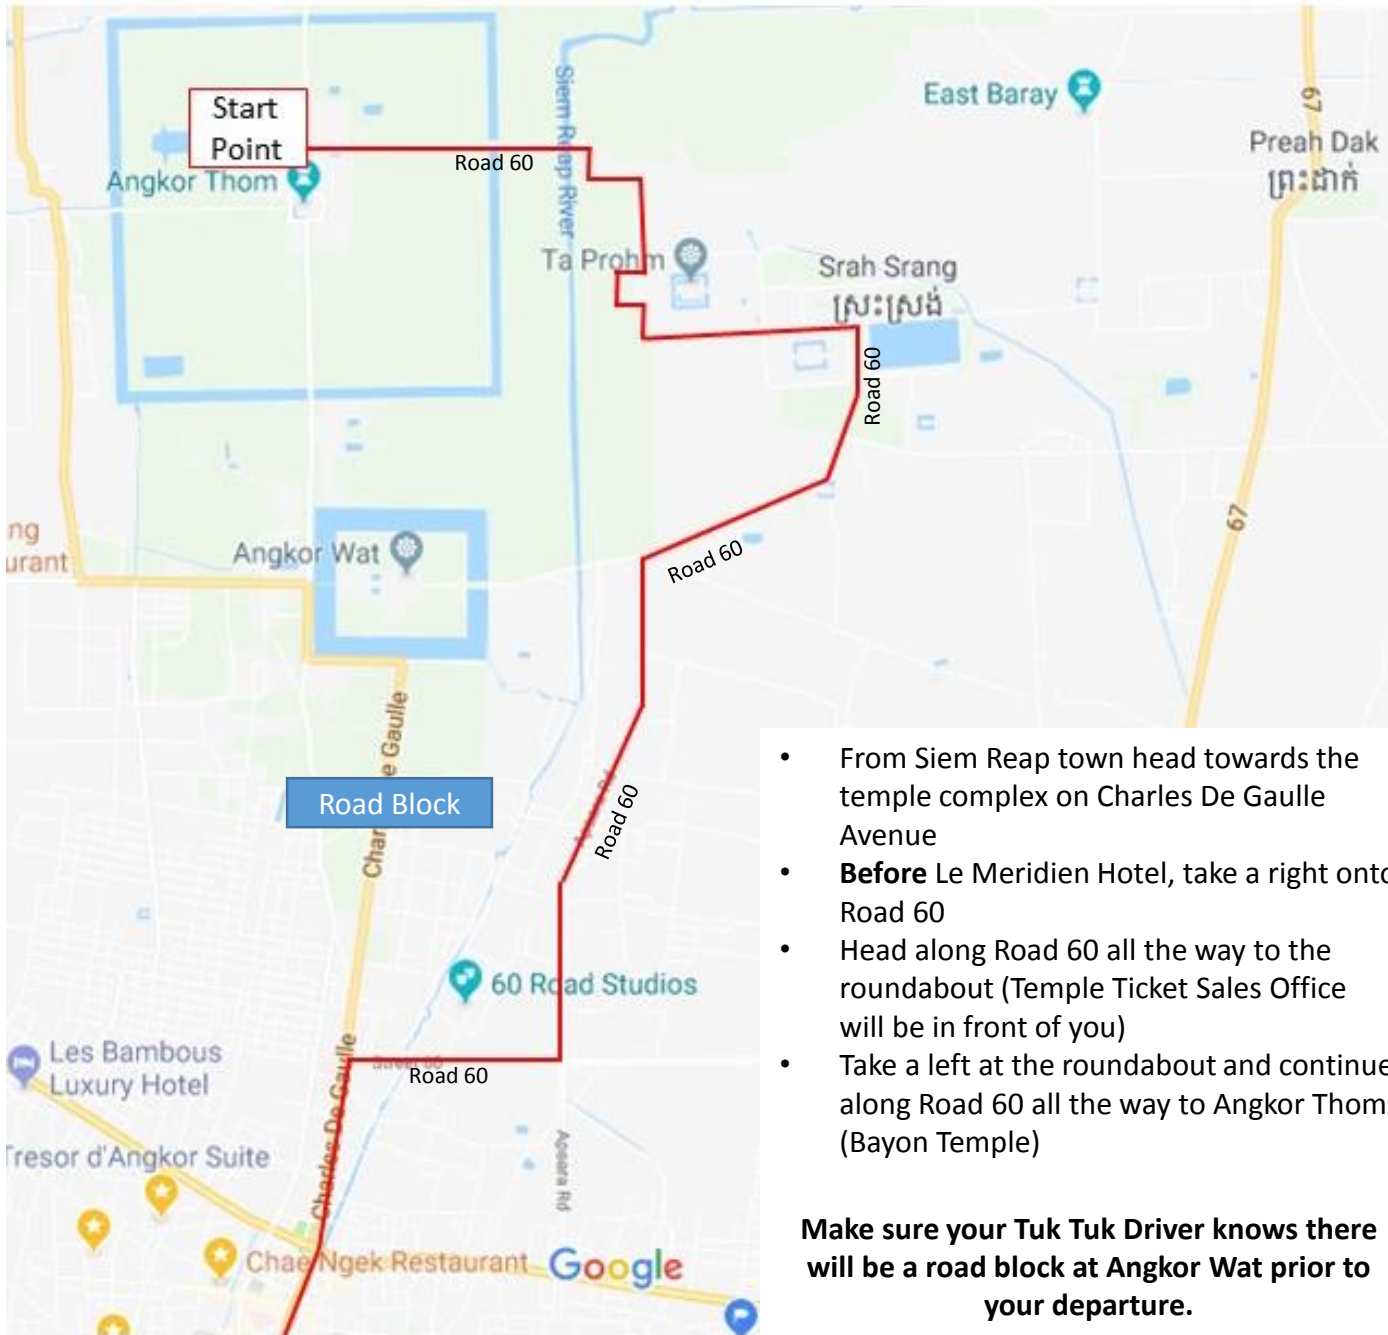 Start
Point
Angkor Thom
Road 60
Siem Reap River
East Baray
67
Preah Dak
ព្រះដាក់
Ta Prohm
Srah Srang
ស្រះស្រង់
Road 60
ng
urant
Angkor Wat
Road 60
67
Charles De Gaulle
Road Block
Road 60
60 Road Studios
Les Bambous
Luxury Hotel
Street 60
Road 60
Charles De Gaulle
Tresor d'Angkor Suite
Apsara Rd
Chae Ngek Restaurant
Google
• From Siem Reap town head towards the
temple complex on Charles De Gaulle
Avenue
• Before Le Meridien Hotel, take a right onto
Road 60
• Head along Road 60 all the way to the
roundabout (Temple Ticket Sales Office
will be in front of you)
• Take a left at the roundabout and continue
along Road 60 all the way to Angkor Thom
(Bayon Temple)
Make sure your Tuk Tuk Driver knows there
will be a road block at Angkor Wat prior to
your departure.